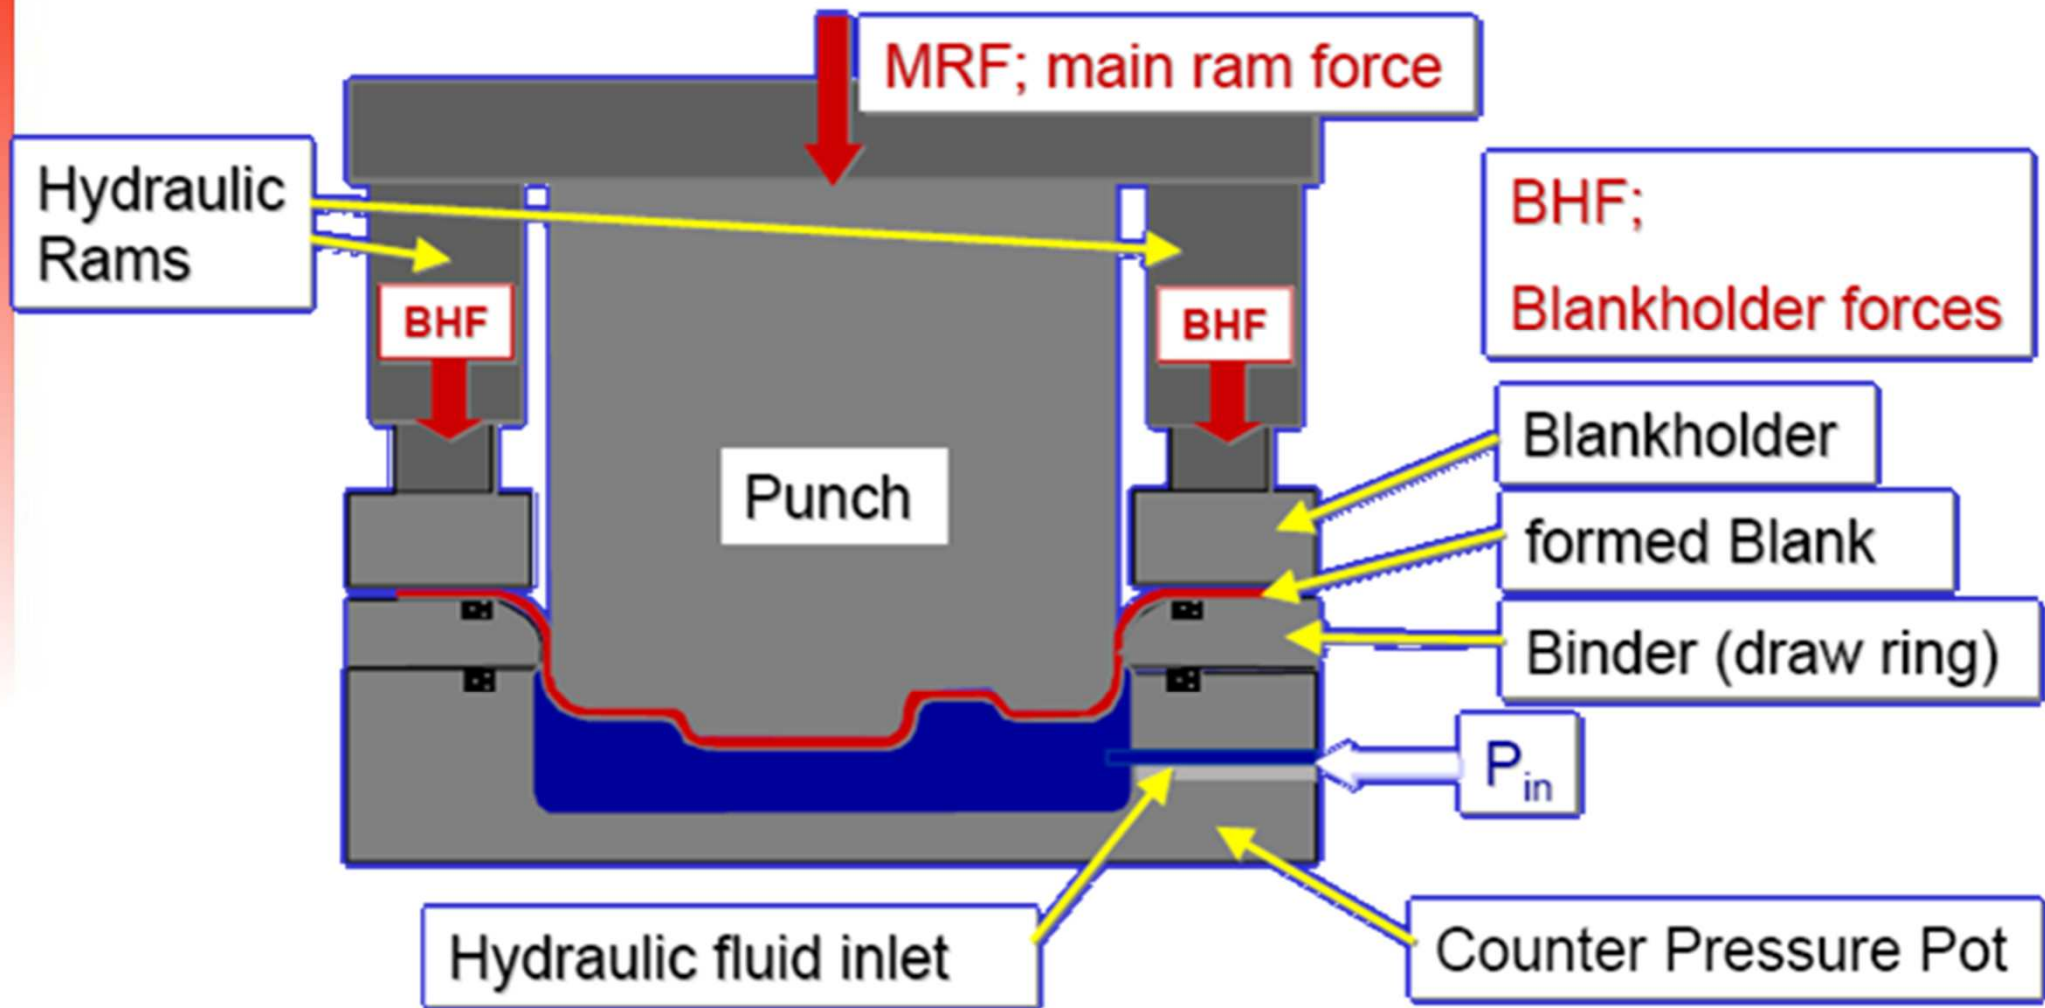 MRF; main ram force
Hydraulic
Rams
BHF;
Blankholder forces
BHF
BHF
Blankholder
Punch
formed Blank
Binder (draw ring)
Pin
Hydraulic fluid inlet
Counter Pressure Pot